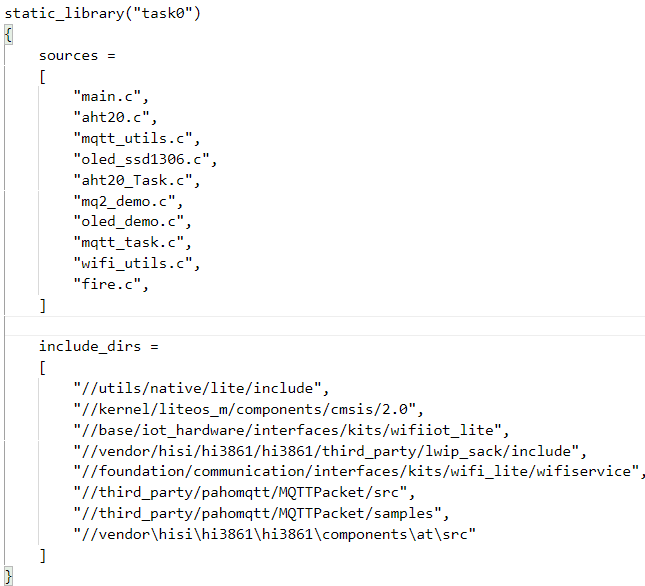 static_library("task0")
{
sources =
[
"main.c",
"aht20.c",
"mqtt_utils.c",
"oled_ssd1306.c",
"aht20_Task.c",
"mq2_demo.c",
"oled_demo.c",
"mqtt_task.c",
"wifi_utils.c",
"fire.c",
]
include_dirs =
[
"//utils/native/lite/include",
"//kernel/liteos_m/components/cmsis/2.0",
"//base/iot_hardware/interfaces/kits/wifiiot_lite",
"//vendor/hisi/hi3861/hi3861/third_party/lwip_sack/include",
"//foundation/communication/interfaces/kits/wifi_lite/wifiservice",
"//third_party/pahomqtt/MQTTPacket/src",
"//third_party/pahomqtt/MQTTPacket/samples",
"//vendor\hisi\hi3861\hi3861\components\at\src"
]
}